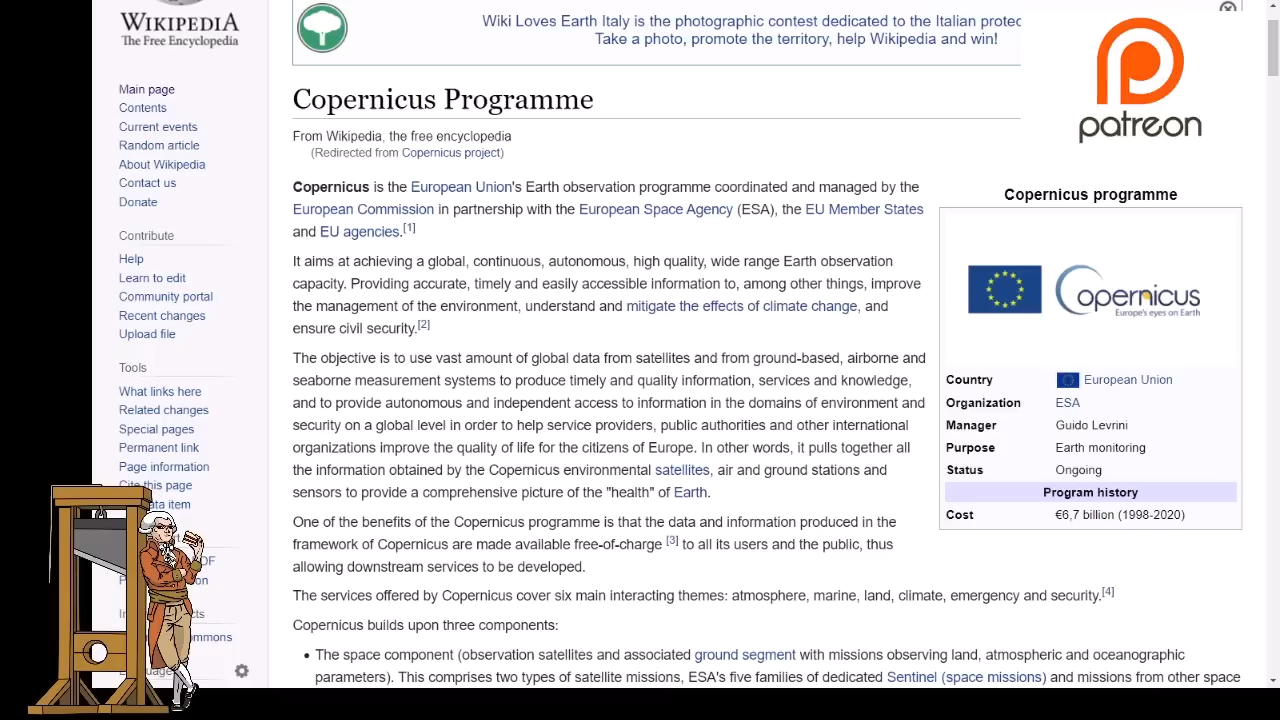 WIKIPEDIA
The Free Encyclopedia
Main page
Contents
Current events
Random article
About Wikipedia
Contact us
Donate
Contribute
Help
Learn to edit
Community portal
Recent changes
Upload file
Tools
What links here
Related changes
Special pages
Permanent link
Page information
Cite this page
Wiki Loves Earth Italy is the photographic contest dedicated to the Italian
Take a photo, promote the territory, help Wikipedia and win!
patreon
Copernicus Programme
From Wikipedia, the free encyclopedia
(Redirected from Copernicus project)
Copernicus is the European Union's Earth observation programme coordinated and managed by the
European Commission in partnership with the European Space Agency (ESA), the EU Member States
and EU agencies.[1]
It aims at achieving a global, continuous, autonomous, high quality, wide range Earth observation
capacity. Providing accurate, timely and easily accessible information to, among other things, improve
the management of the environment, understand and mitigate the effects of climate change, and
ensure civil security.[2]
The objective is to use vast amount of global data from satellites and from ground-based, airborne and
seaborne measurement systems to produce timely and quality information, services and knowledge,
and to provide autonomous and independent access to information in the domains of environment and
security on a global level in order to help service providers, public authorities and other international
organizations improve the quality of life for the citizens of Europe. In other words, it pulls together all
the information obtained by the Copernicus environmental satellites, air and ground stations and
sensors to provide a comprehensive picture of the "health" of Earth.
One of the benefits of the Copernicus programme is that the data and information produced in the
framework of Copernicus are made available free-of-charge [3] to all its users and the public, thus
allowing downstream services to be developed.
The services offered by Copernicus cover six main interacting themes: atmosphere, marine, land, climate, emergency and security.[4]
Copernicus builds upon three components:
• The space component (observation satellites and associated ground segment with missions observing land, atmospheric and oceanographic
parameters). This comprises two types of satellite missions, ESA's five families of dedicated Sentinel (space missions) and missions from other space
Copernicus programme
Copernicus
Europe's eyes on Earth
Country European Union
Organization ESA
Manager Guido Levrini
Purpose Earth monitoring
Status Ongoing
Program history
Cost €6,7 billion (1998-2020)